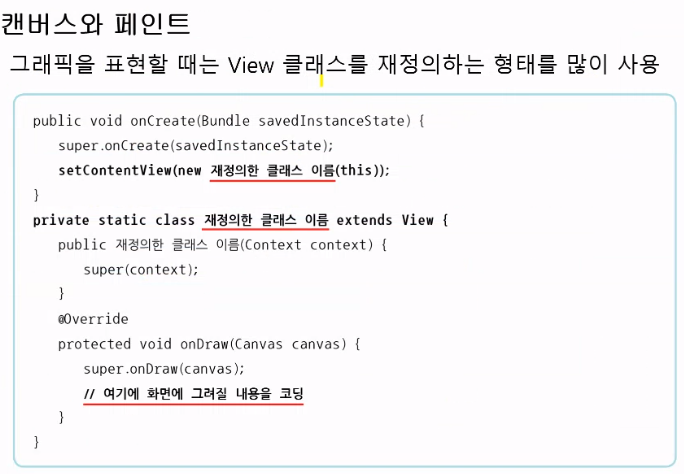 캔버스와 페인트
그래픽을 표현할 때는 View 클래스를 재정의하는 형태를 많이 사용
public void onCreate(Bundle savedInstanceState) {
super.onCreate(savedInstanceState);
setContentView(new 재정의한 클래스 이름(this));
}
private static class 재정의한 클래스 이름 extends View {
public 재정의한 클래스 이름(Context context) {
super(context);
}
@Override
protected void onDraw(Canvas canvas) {
super.onDraw(canvas);
// 여기에 화면에 그려질 내용을 코딩
}
}